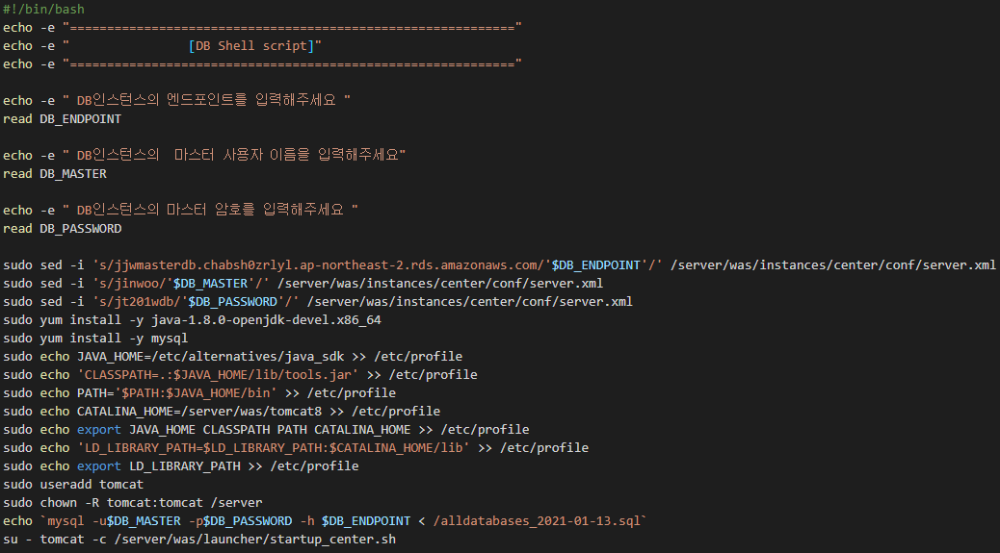 #!/bin/bash
echo -e "============================================================"
echo -e "                [DB Shell script]"
echo -e "============================================================"
echo -e " DB인스턴스의 엔드포인트를 입력해주세요 "
read DB_ENDPOINT
echo -e " DB인스턴스의  마스터 사용자 이름을 입력해주세요"
read DB_MASTER
echo -e " DB인스턴스의 마스터 암호를 입력해주세요 "
read DB_PASSWORD
sudo sed -i 's/jjwmasterdb.chabsh0zrlyl.ap-northeast-2.rds.amazonaws.com/'$DB_ENDPOINT'/' /server/was/instances/center/conf/server.xml
sudo sed -i 's/jinwoo/'$DB_MASTER'/' /server/was/instances/center/conf/server.xml
sudo sed -i 's/jt201wdb/'$DB_PASSWORD'/' /server/was/instances/center/conf/server.xml
sudo yum install -y java-1.8.0-openjdk-devel.x86_64
sudo yum install -y mysql
sudo echo JAVA_HOME=/etc/alternatives/java_sdk >> /etc/profile
sudo echo 'CLASSPATH=.:$JAVA_HOME/lib/tools.jar' >> /etc/profile
sudo echo PATH='$PATH:$JAVA_HOME/bin' >> /etc/profile
sudo echo CATALINA_HOME=/server/was/tomcat8 >> /etc/profile
sudo echo export JAVA_HOME CLASSPATH PATH CATALINA_HOME >> /etc/profile
sudo echo 'LD_LIBRARY_PATH=$LD_LIBRARY_PATH:$CATALINA_HOME/lib' >> /etc/profile
sudo echo export LD_LIBRARY_PATH >> /etc/profile
sudo useradd tomcat
sudo chown -R tomcat:tomcat /server
echo `mysql -u$DB_MASTER -p$DB_PASSWORD -h $DB_ENDPOINT < /alldatabases_2021-01-13.sql`
su - tomcat -c /server/was/launcher/startup_center.sh